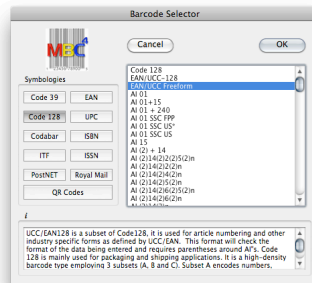 Barcode Selector
MBC4
Cancel
OK
Symbologies
Code 39
EAN
Code 128
UPC
Codabar
ISBN
ITF
ISSN
PostNET
Royal Mail
QR Codes
Code 128
EAN/UCC-128
EAN/UCC Freeform
AI 01
AI 01+15
AI 01 + 240
AI 01 SSC FPP
AI 01 SSC US*
AI 01 SSC US
AI 15
AI (2) + 14
AI (2)14(2)2(2)5(2)n
AI (2)14(2)2(2)n
AI (2)14(2)4(2)n
AI (2)14(2)5(2)n
AI (2)14(2)6(2)5(2)n
AI (2)14(2)6(2)n
i
UCC/EAN128 is a subset of Code128, it is used for article numbering and other
industry specific forms as defined by UCC/EAN. This format will check the
format of the data being entered and requires parentheses around AI"s. Code
128 is mainly used for packaging and shipping applications. It is a high-density
barcode type employing 3 subsets (A, B and C). Subset A encodes numbers,